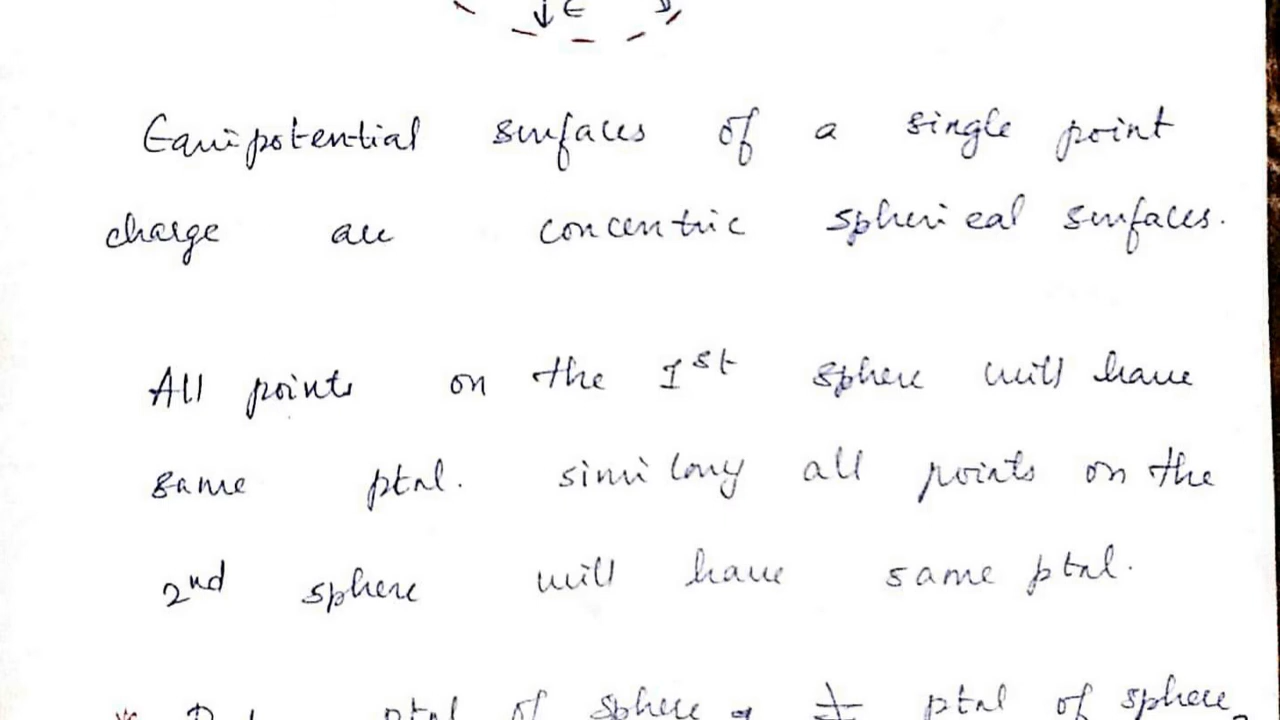 E
Equipotential surfaces of a single point
charge are concentric spherical surfaces.
All points on the 1st sphere will have
same ptnl. similarly all points on the
2nd sphere will have same ptnl.
ptnl of sphere ≠ ptnl of sphere